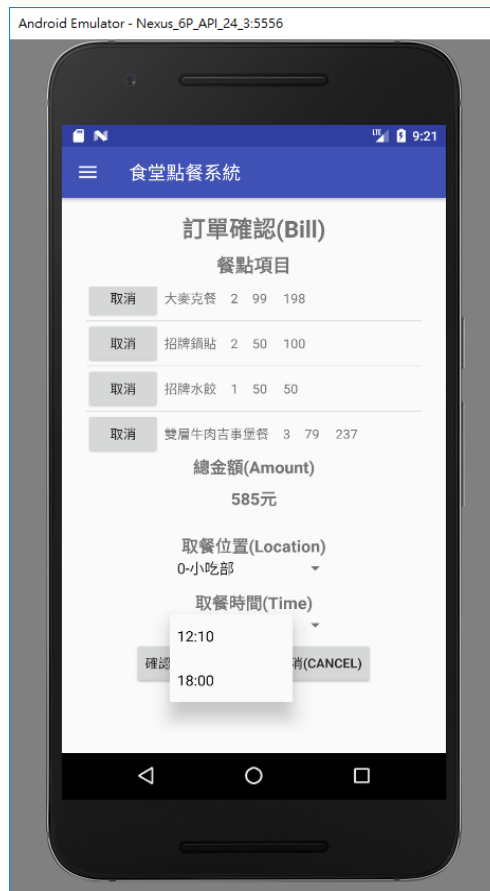 Android Emulator - Nexus_6P_API_24_3:5556
LTE 9:21
食堂點餐系統
訂單確認(Bill)
餐點項目
取消 大麥克餐 2 99 198
取消 招牌鍋貼 2 50 100
取消 招牌水餃 1 50 50
取消 雙層牛肉吉事堡餐 3 79 237
總金額(Amount)
585元
取餐位置(Location)
0-小吃部
取餐時間(Time)
12:10
確認 消(CANCEL)
18:00